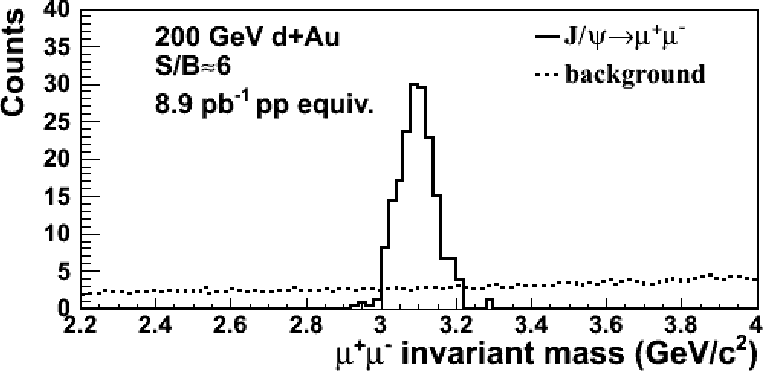 Counts
40
35
30
25
20
15
10
5
0
200 GeV d+Au
S/B≈6
8.9 pb⁻¹ pp equiv.
J/ψ→μ⁺μ⁻
background
2.2 2.4 2.6 2.8 3 3.2 3.4 3.6 3.8 4
μ⁺μ⁻ invariant mass (GeV/c²)